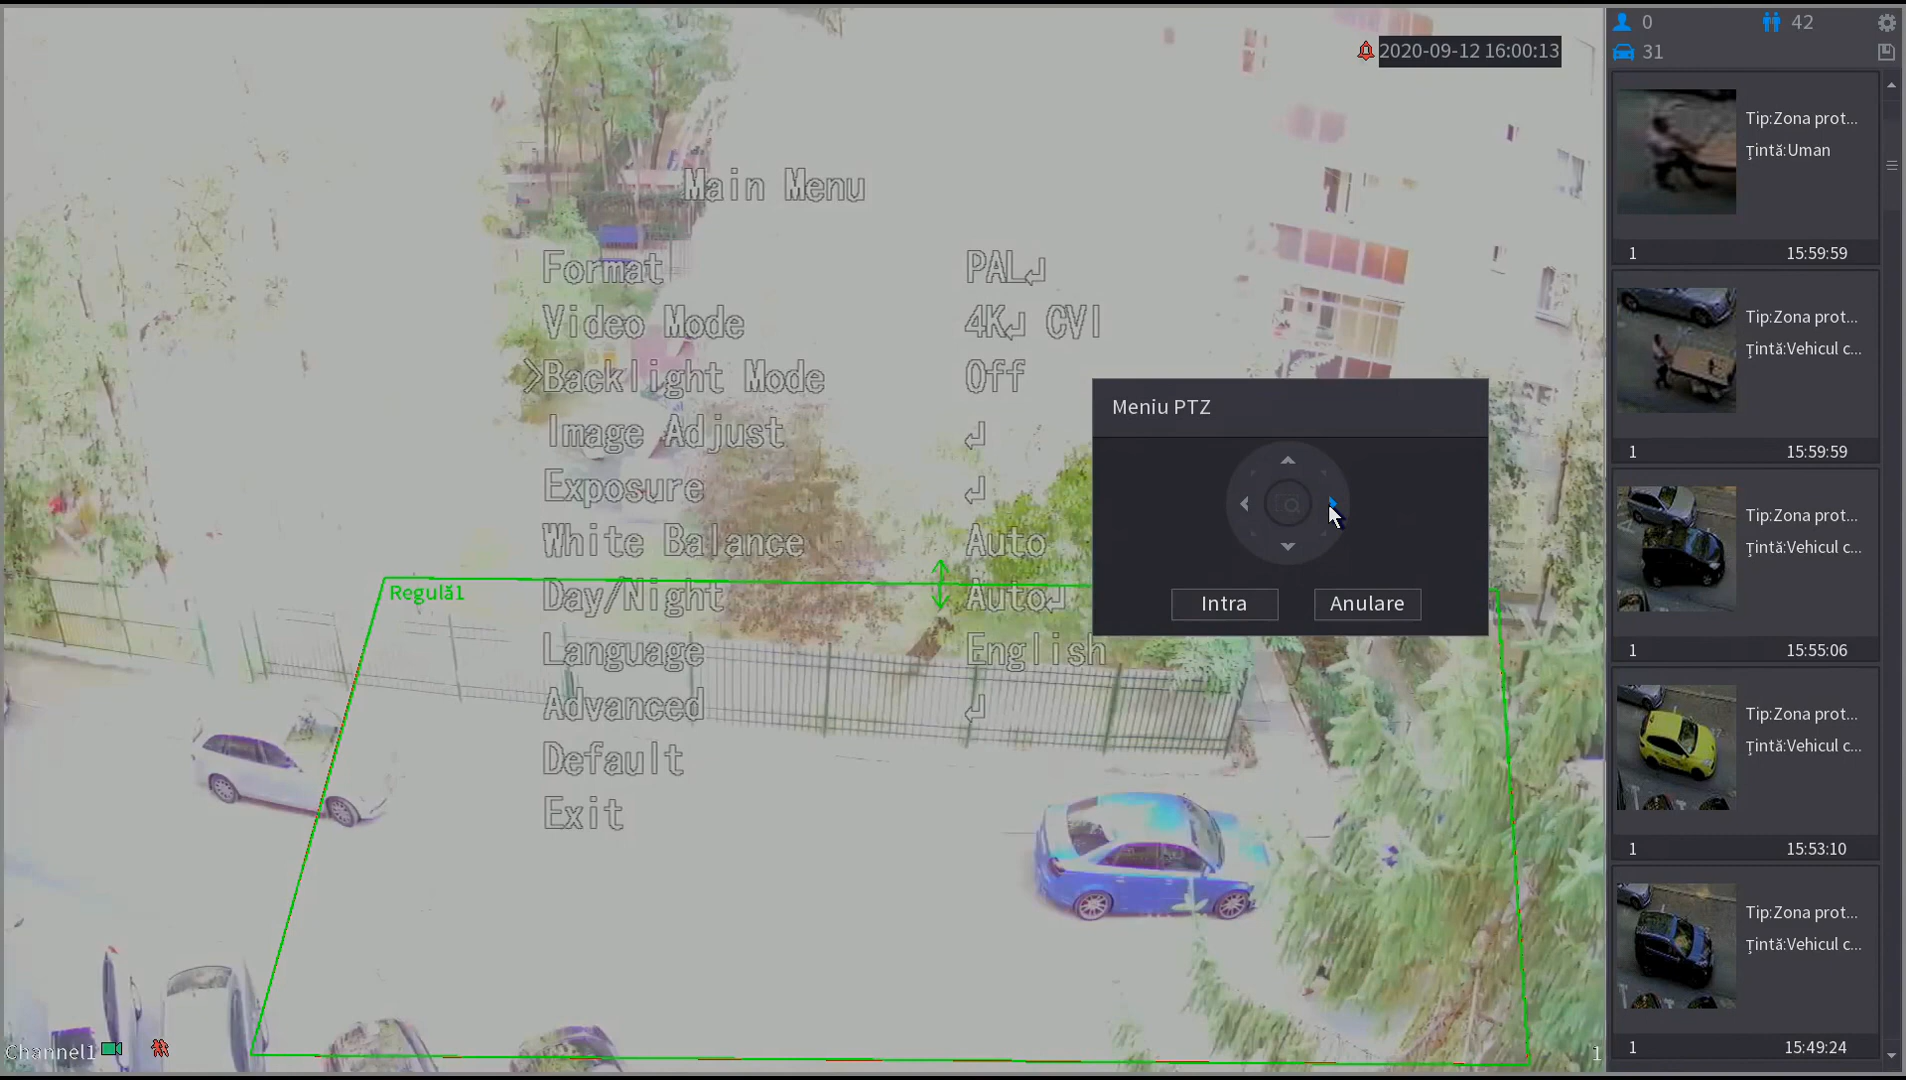 2020-09-12 16:00:13
0 42
31
Main Menu
Format PAL↵
Video Mode 4K↵ CVI
>Backlight Mode Off
Image Adjust ↵
Exposure ↵
White Balance Auto
Day/Night Auto↵
Language English
Advanced ↵
Default
Exit
Regulă1
Meniu PTZ
Intra Anulare
Channel1
1
Tip:Zona prot...
Țintă:Uman
1 15:59:59
Tip:Zona prot...
Țintă:Vehicul c...
1 15:59:59
Tip:Zona prot...
Țintă:Vehicul c...
1 15:55:06
Tip:Zona prot...
Țintă:Vehicul c...
1 15:53:10
Tip:Zona prot...
Țintă:Vehicul c...
1 15:49:24